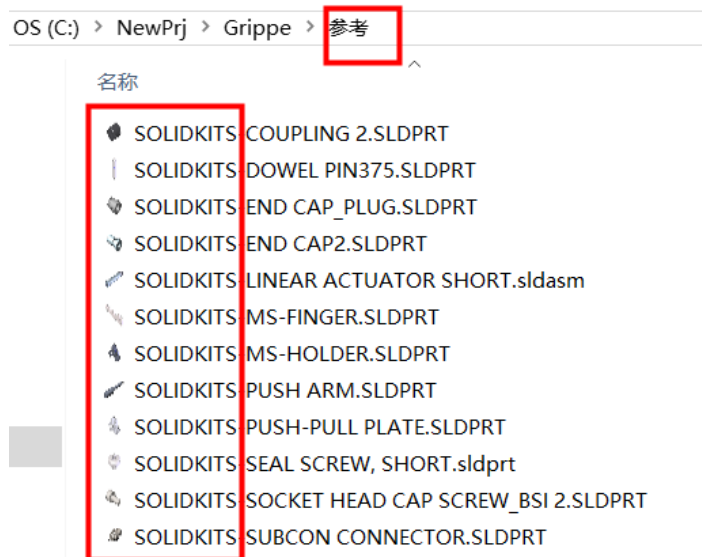 OS (C:) > NewPrj > Grippe > 参考
名称
SOLIDKITS-COUPLING 2.SLDPRT
SOLIDKITS-DOWEL PIN375.SLDPRT
SOLIDKITS-END CAP_PLUG.SLDPRT
SOLIDKITS-END CAP2.SLDPRT
SOLIDKITS-LINEAR ACTUATOR SHORT.sldasm
SOLIDKITS-MS-FINGER.SLDPRT
SOLIDKITS-MS-HOLDER.SLDPRT
SOLIDKITS-PUSH ARM.SLDPRT
SOLIDKITS-PUSH-PULL PLATE.SLDPRT
SOLIDKITS-SEAL SCREW, SHORT.sldprt
SOLIDKITS-SOCKET HEAD CAP SCREW_BSI 2.SLDPRT
SOLIDKITS-SUBCON CONNECTOR.SLDPRT